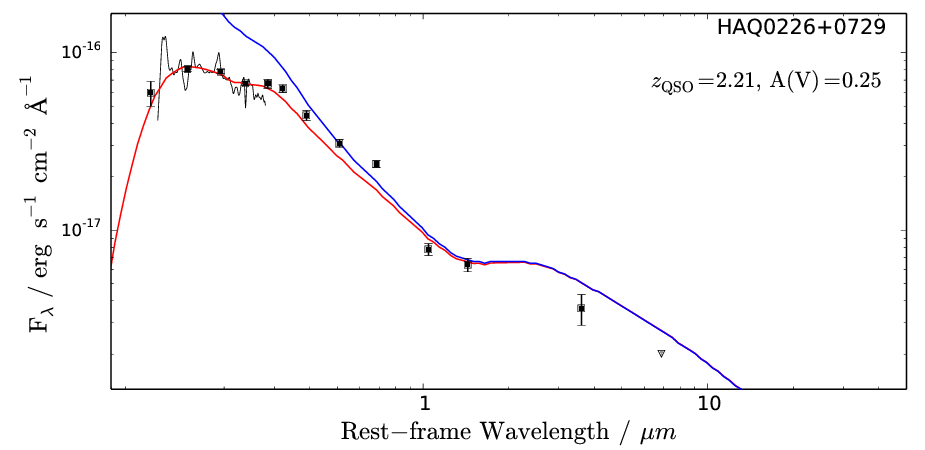 HAQ0226+0729
z_QSO=2.21, A(V)=0.25
10^-16
10^-17
F_λ / erg s^−1 cm^−2 Å^−1
1 10
Rest−frame Wavelength / μm